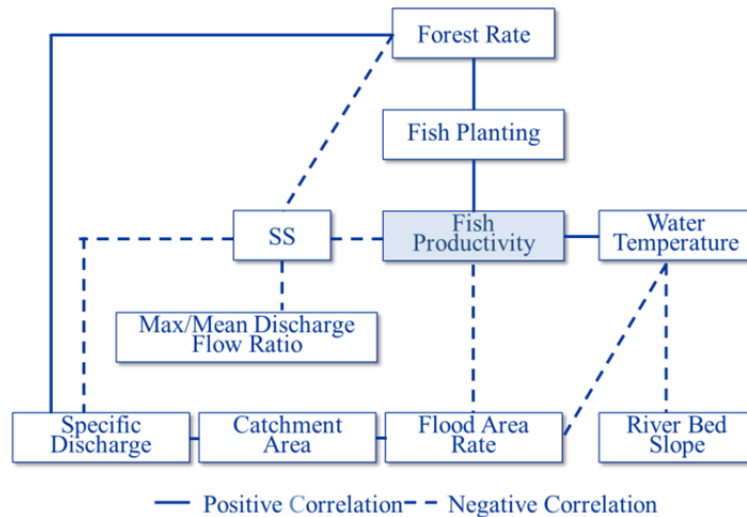 Forest Rate
Fish Planting
SS
Fish
Productivity
Water
Temperature
Max/Mean Discharge
Flow Ratio
Specific
Discharge
Catchment
Area
Flood Area
Rate
River Bed
Slope
Positive Correlation
Negative Correlation